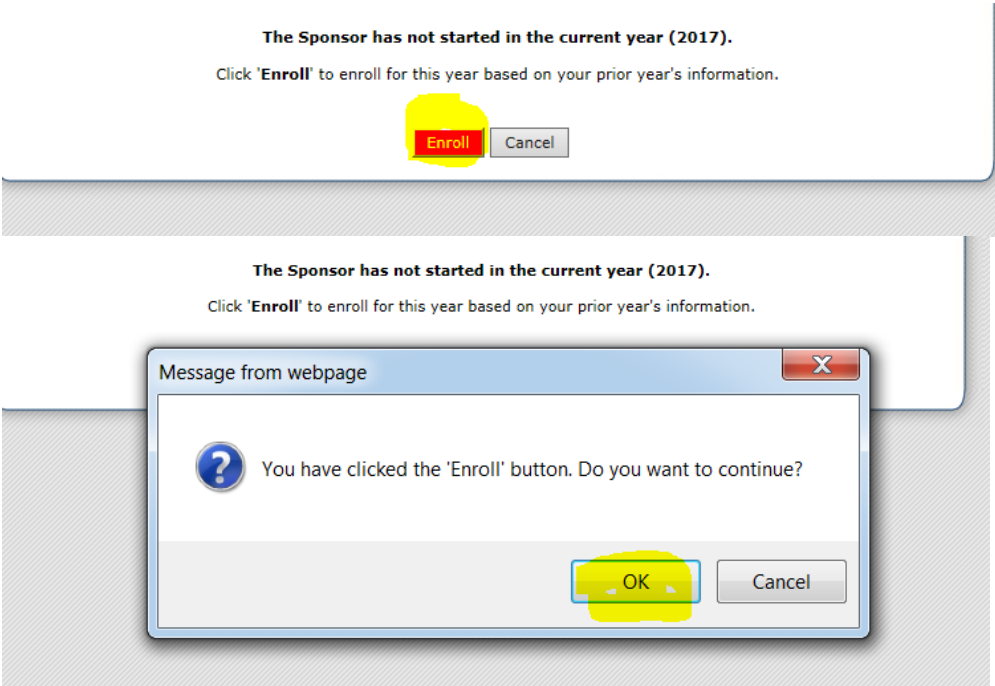 The Sponsor has not started in the current year (2017).
Click 'Enroll' to enroll for this year based on your prior year's information.
Enroll Cancel
The Sponsor has not started in the current year (2017).
Click 'Enroll' to enroll for this year based on your prior year's information.
Message from webpage
You have clicked the 'Enroll' button. Do you want to continue?
OK Cancel